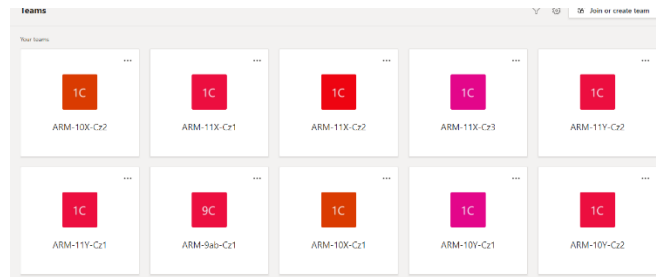 Teams
Join or create team
Your teams
1C 1C 1C 1C 1C
ARM-10X-Cz2 ARM-11X-Cz1 ARM-11X-Cz2 ARM-11X-Cz3 ARM-11Y-Cz2
1C 9C 1C 1C 1C
ARM-11Y-Cz1 ARM-9ab-Cz1 ARM-10X-Cz1 ARM-10Y-Cz1 ARM-10Y-Cz2